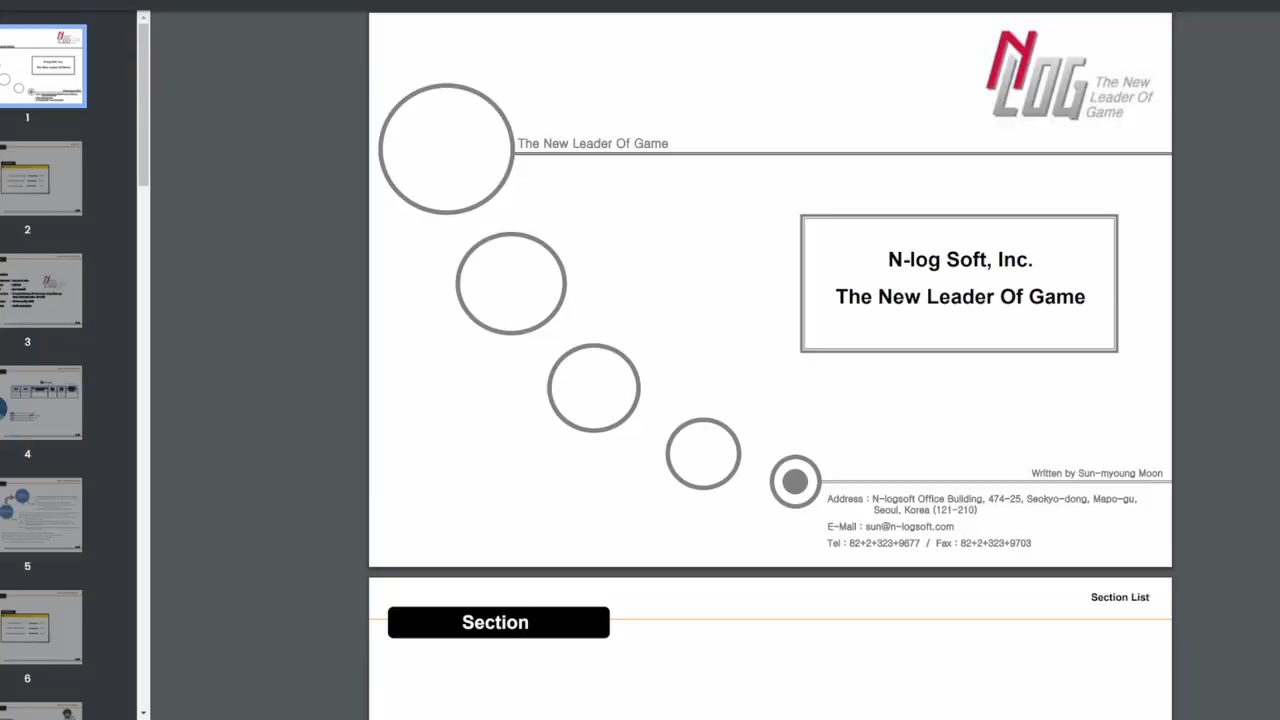 1
2
3
4
5
6
N LOG The New
Leader Of
Game
The New Leader Of Game
N-log Soft, Inc.
The New Leader Of Game
Written by Sun-myoung Moon
Address : N-logsoft Office Building, 474-25, Seokyo-dong, Mapo-gu,
Seoul, Korea (121-210)
E-Mail : sun@n-logsoft.com
Tel : 82+2+323+9677 / Fax : 82+2+323+9703
Section List
Section